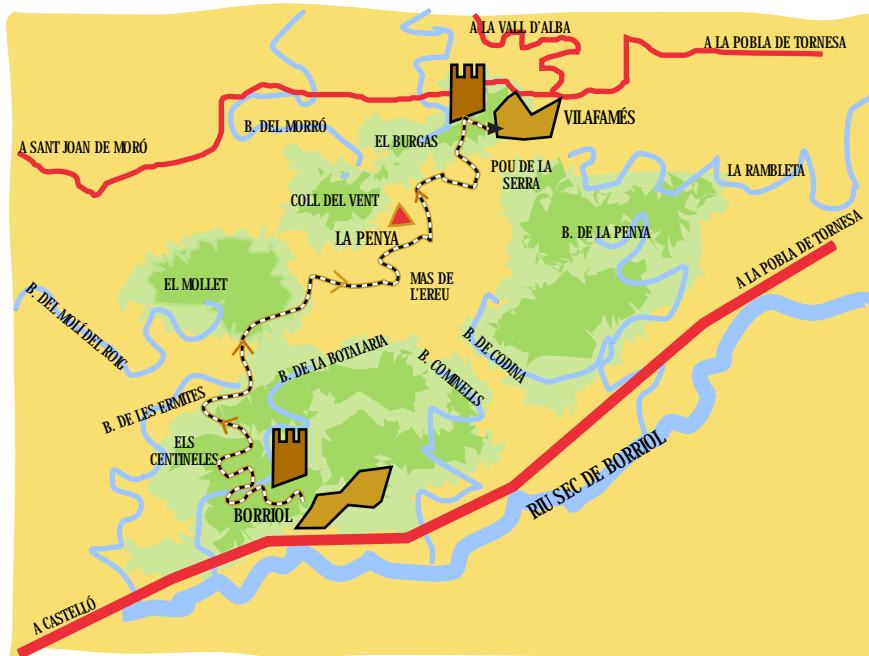 A LA VALL D'ALBA
A LA POBLA DE TORNESA
VILAFAMÉS
B. DEL MORRÓ
EL BURGAS
A SANT JOAN DE MORÓ
POU DE LA
SERRA
LA RAMBLETA
COLL DEL VENT
LA PENYA
B. DE LA PENYA
A LA POBLA DE TORNESA
EL MOLLET
MAS DE
L'EREU
B. DEL MOLÍ DEL ROIG
B. DE LA BOTALARIA
B. COMINELLS
B. DE CODINA
B. DE LES ERMITES
ELS
CENTINELES
BORRIOL
RIU SEC DE BORRIOL
A CASTELLÓ